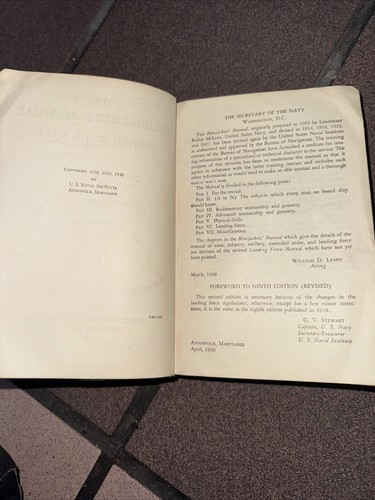 COPYRIGHT 1938, 1939, 1940
BY
U. S. NAVAL INSTITUTE
ANNAPOLIS, MARYLAND
THE SECRETARY OF THE NAVY
WASHINGTON, D.C.
THE Bluejackets' Manual, originally prepared in 1902 by Lieutenant
Ridley McLean, United States Navy, and revised in 1914, 1916, 1922,
and 1927, has been revised again by the United States Naval Institute
as authorized and approved by the Bureau of Navigation. The training
courses of the Bureau of Navigation have furnished a medium for issu-
ing information of a specialized or technical character to the service. The
purpose of this revision has been to modernize the manual so that it
agrees in substance with the latest training courses and includes such
other information as would tend to make an able seaman and a thorough
man-o'-war's man.
The Manual is divided in the following parts:
Part I. For the recruit.
Part II. (A to N) The subjects which every man on board ship
should know.
Part III. Rudimentary seamanship and gunnery.
Part IV. Advanced seamanship and gunnery.
Part V. Physical drills.
Part VI. Landing force.
Part VII. Miscellaneous.
The chapters in the Bluejackets' Manual which give the details of the
manual of arms, infantry, artillery, extended order, and landing force
are sections of the revised Landing-Force Manual which have not yet
been printed.
WILLIAM D. LEAHY
Acting
March, 1938
FOREWORD TO NINTH EDITION (REVISED)
This revised edition is necessary because of the changes in the
landing force regulations; otherwise, except for a few minor correc-
tions, it is the same as the eighth edition published in 1938.
C. V. STEWART
Captain, U. S. Navy
Secretary-Treasurer
U. S. Naval Institute
ANNAPOLIS, MARYLAND
April, 1939